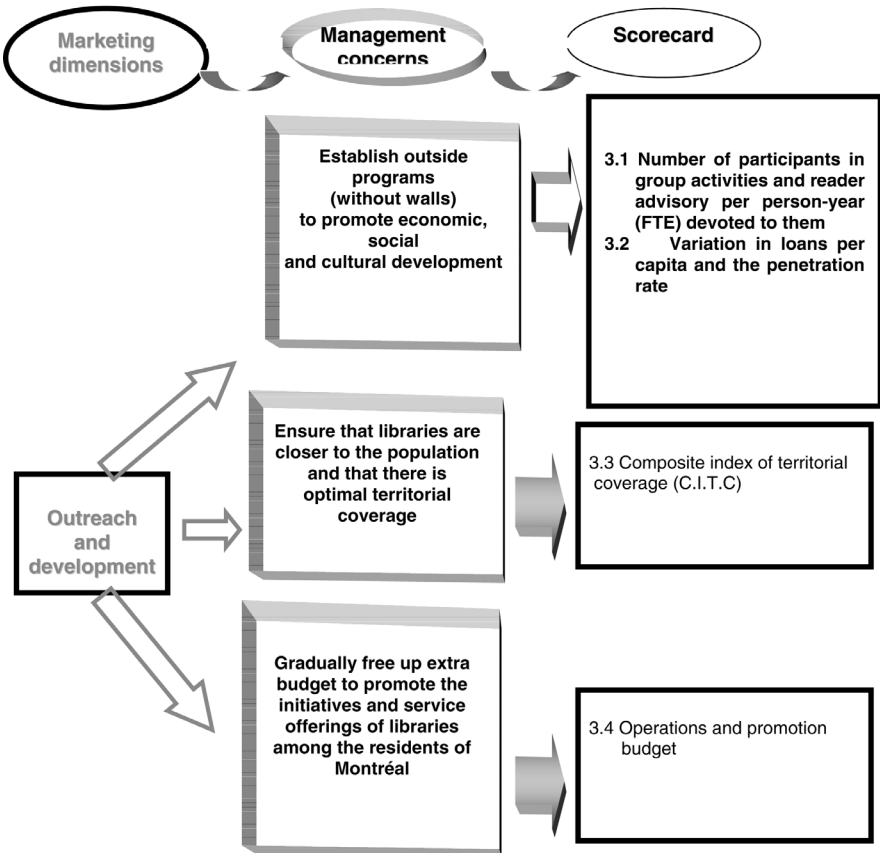 Marketing
dimensions
Management
concerns
Scorecard
Establish outside
programs
(without walls)
to promote economic,
social
and cultural development
3.1 Number of participants in
group activities and reader
advisory per person-year
(FTE) devoted to them
3.2 Variation in loans per
capita and the penetration
rate
Outreach
and
development
Ensure that libraries are
closer to the population
and that there is
optimal territorial
coverage
3.3 Composite index of territorial
coverage (C.I.T.C)
Gradually free up extra
budget to promote the
initiatives and service
offerings of libraries
among the residents of
Montréal
3.4 Operations and promotion
budget